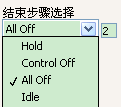 结束步骤选择
All Off 2
Hold
Control Off
All Off
Idle